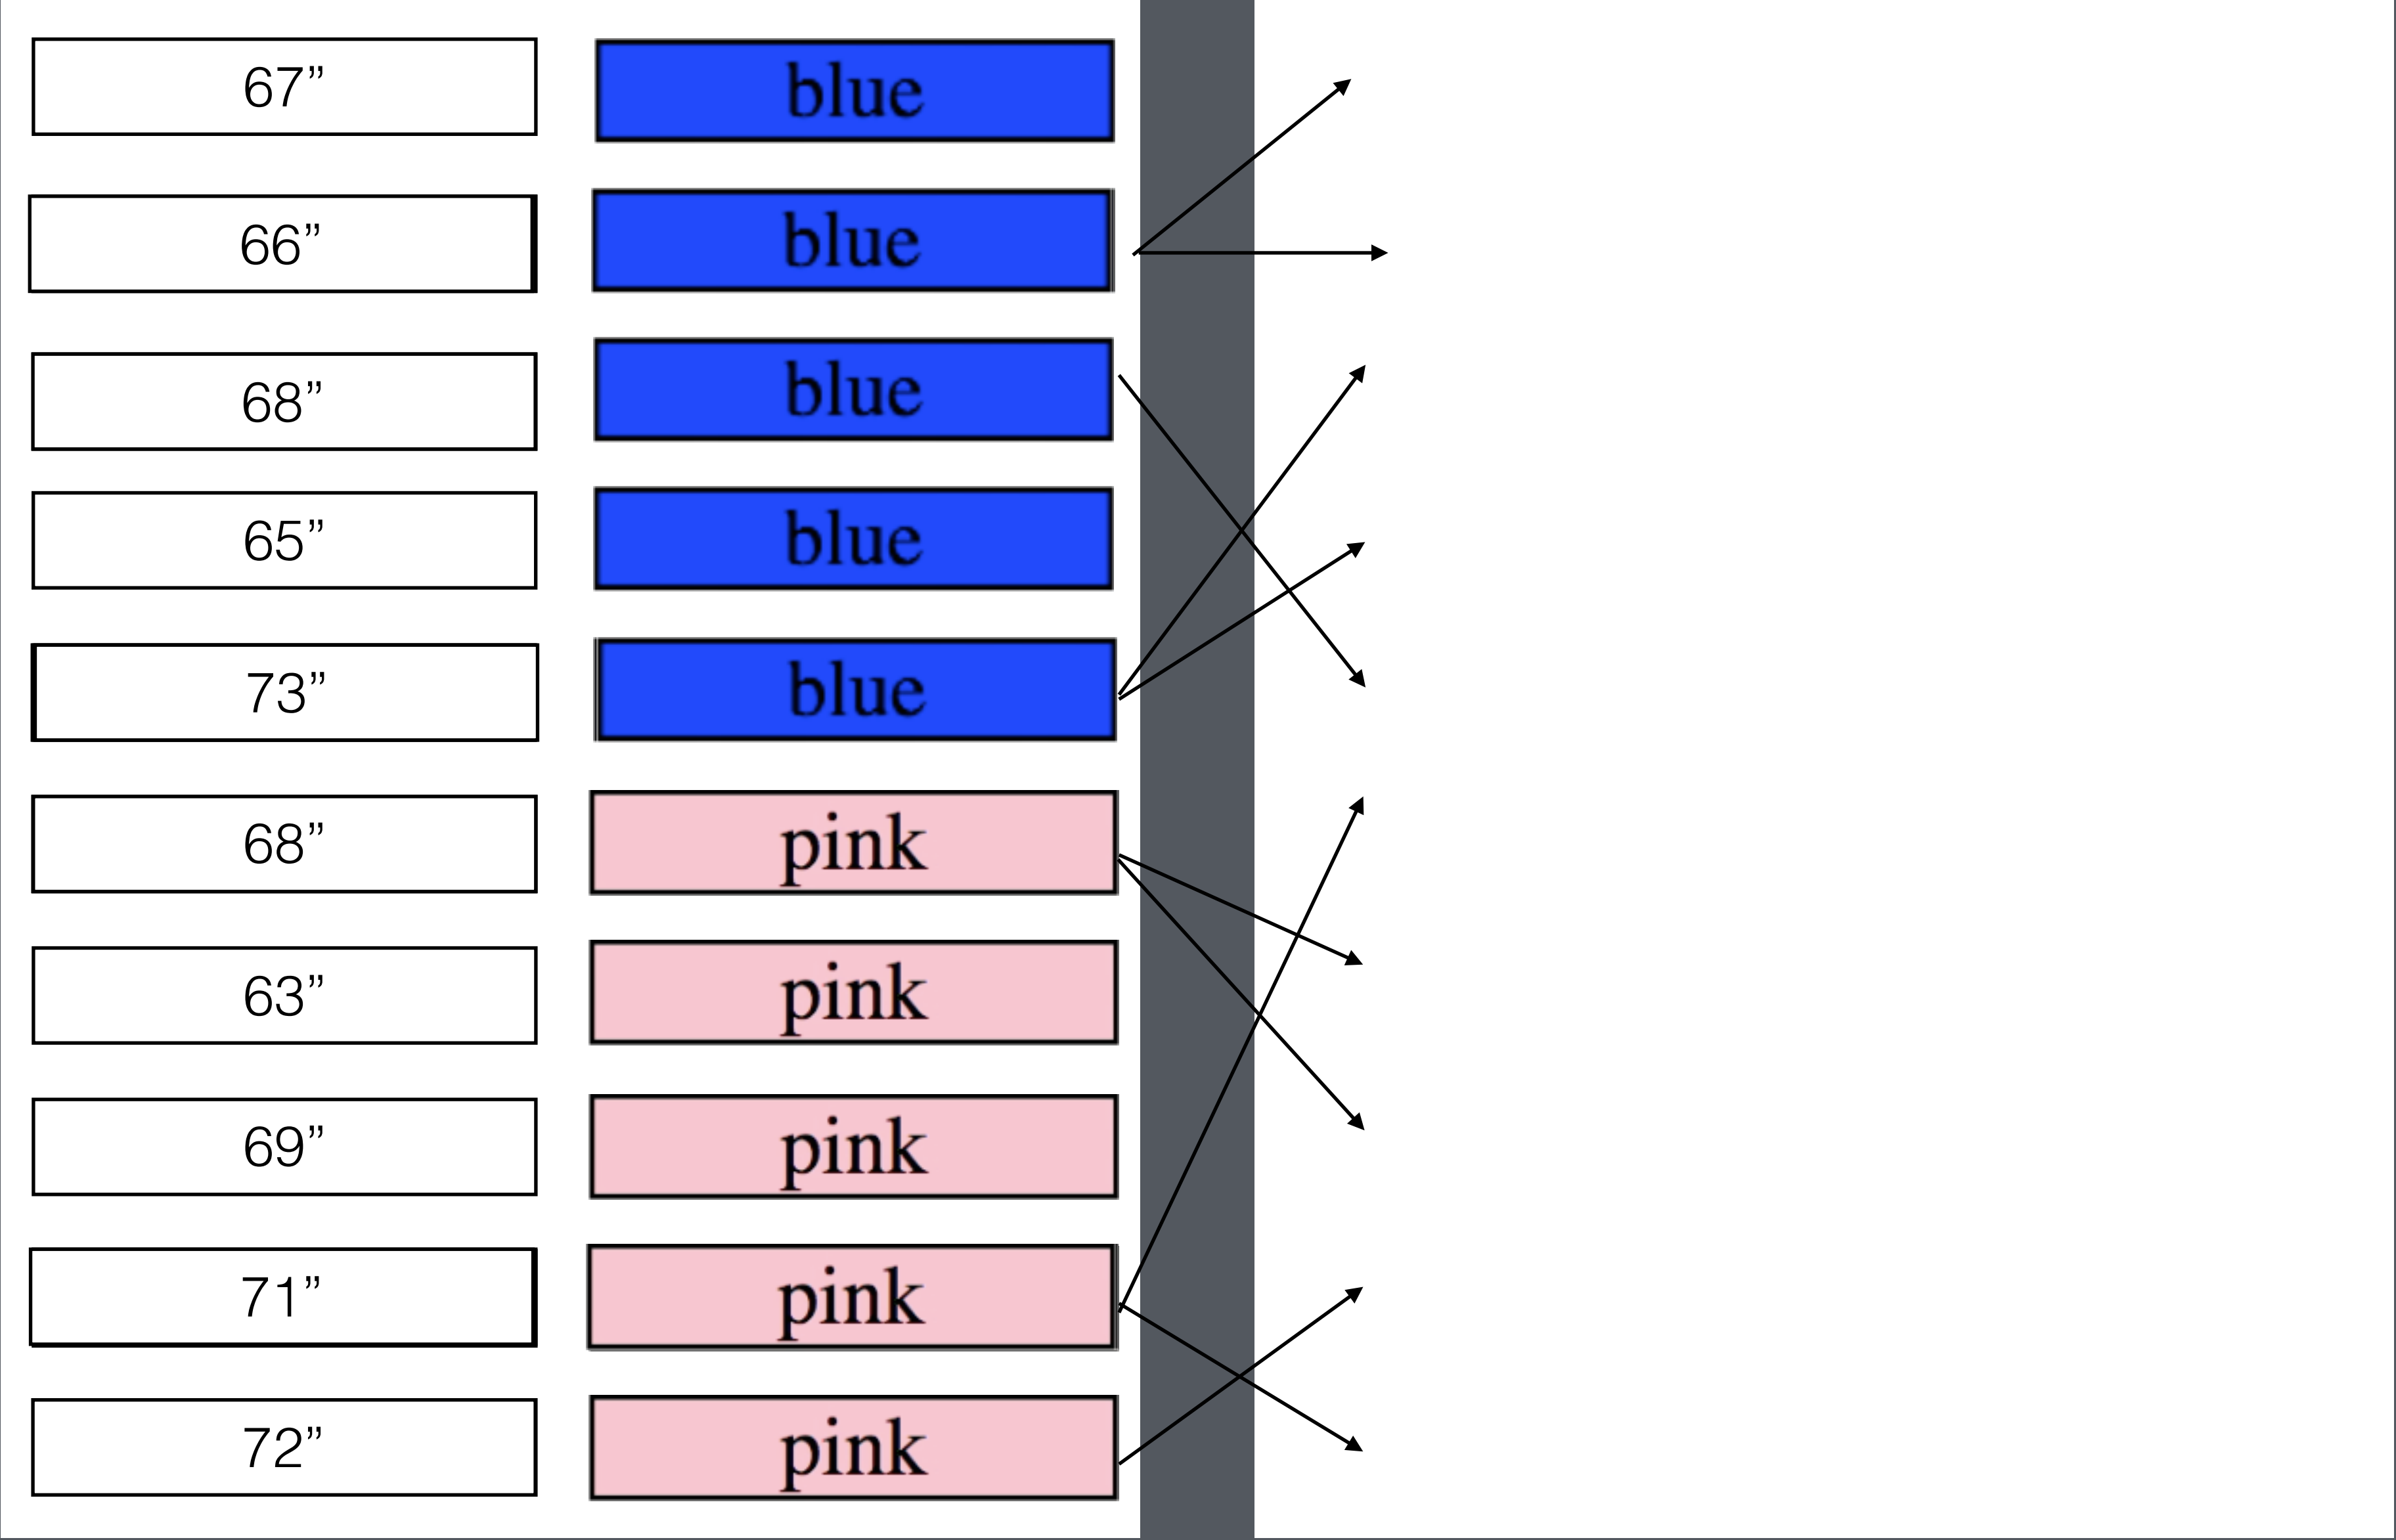 67” blue
66” blue
68” blue
65” blue
73” blue
68” pink
63” pink
69” pink
71” pink
72” pink